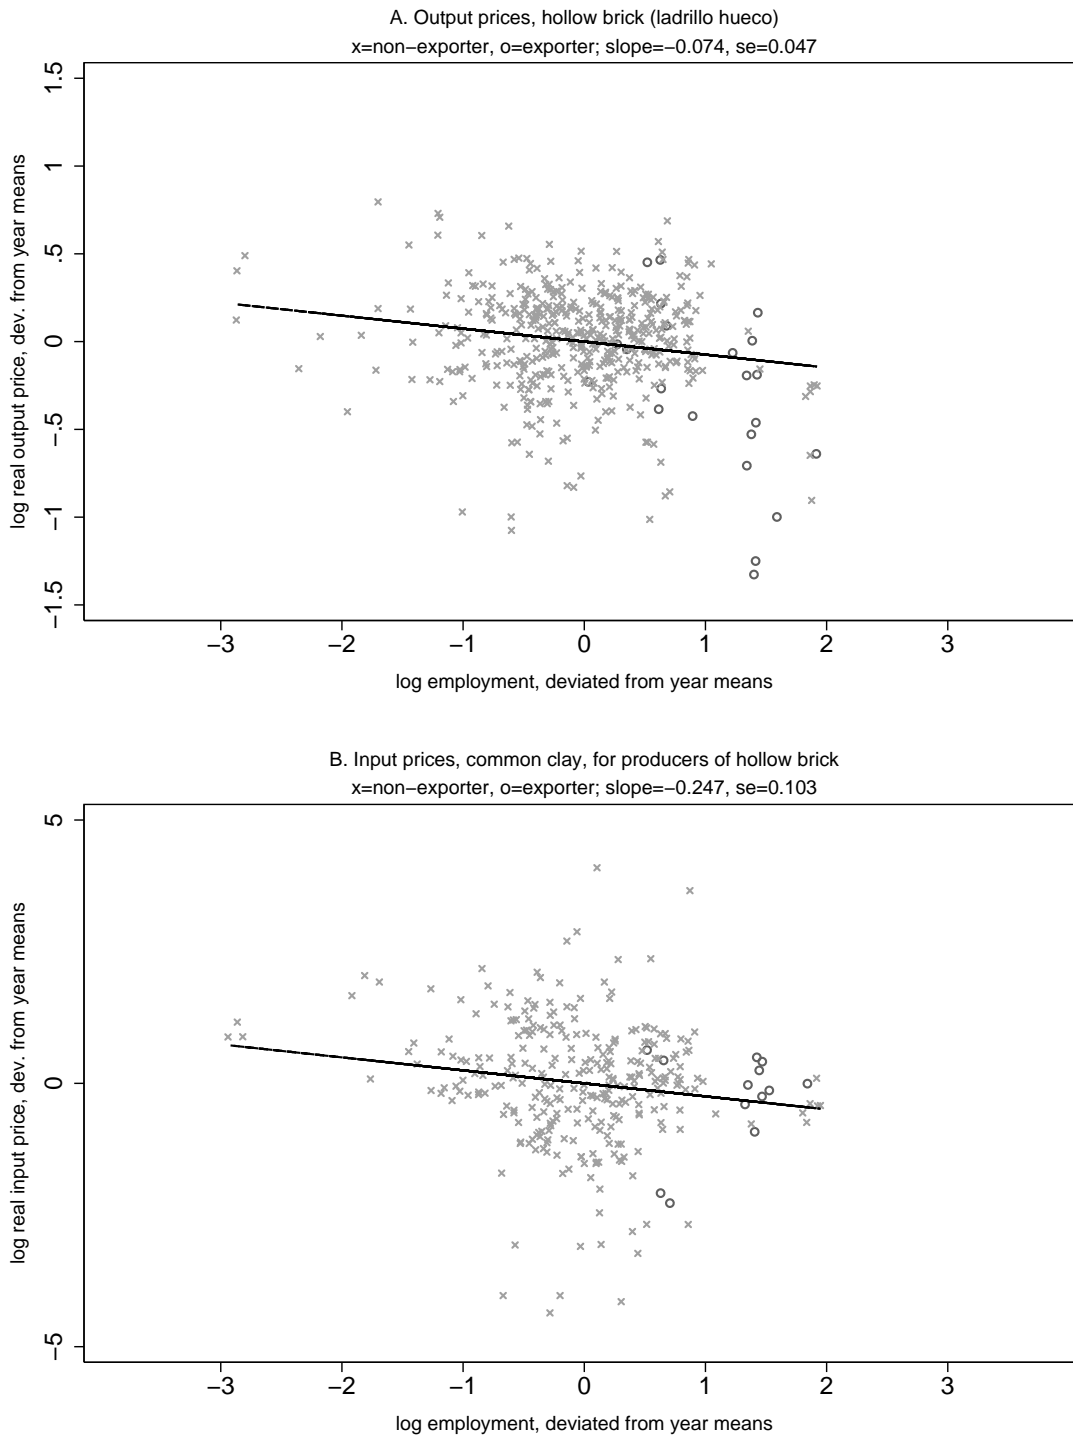 A. Output prices, hollow brick (ladrillo hueco)
x=non−exporter, o=exporter; slope=−0.074, se=0.047
log real output price, dev. from year means
1.5
1
.5
0
−.5
−1
−1.5
−3 −2 −1 0 1 2 3
log employment, deviated from year means
B. Input prices, common clay, for producers of hollow brick
x=non−exporter, o=exporter; slope=−0.247, se=0.103
log real input price, dev. from year means
5
0
−5
−3 −2 −1 0 1 2 3
log employment, deviated from year means